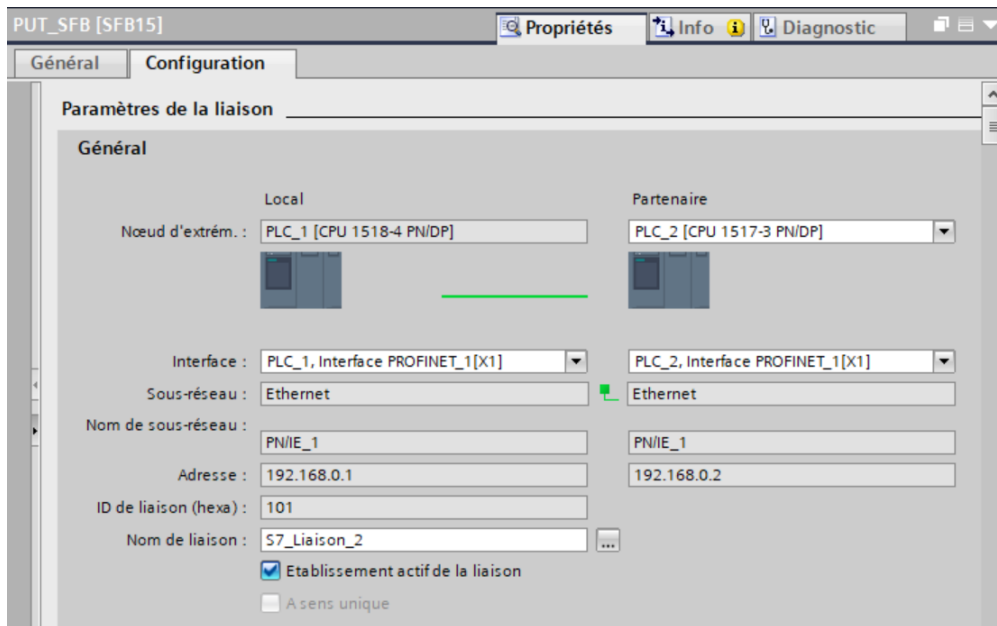 PUT_SFB [SFB15] Propriétés Info Diagnostic
Général Configuration
Paramètres de la liaison
Général
Local Partenaire
Nœud d'extrém. : PLC_1 [CPU 1518-4 PN/DP] PLC_2 [CPU 1517-3 PN/DP]
Interface : PLC_1, Interface PROFINET_1[X1] PLC_2, Interface PROFINET_1[X1]
Sous-réseau : Ethernet Ethernet
Nom de sous-réseau :
PN/IE_1 PN/IE_1
Adresse : 192.168.0.1 192.168.0.2
ID de liaison (hexa) : 101
Nom de liaison : S7_Liaison_2 ...
Etablissement actif de la liaison
A sens unique